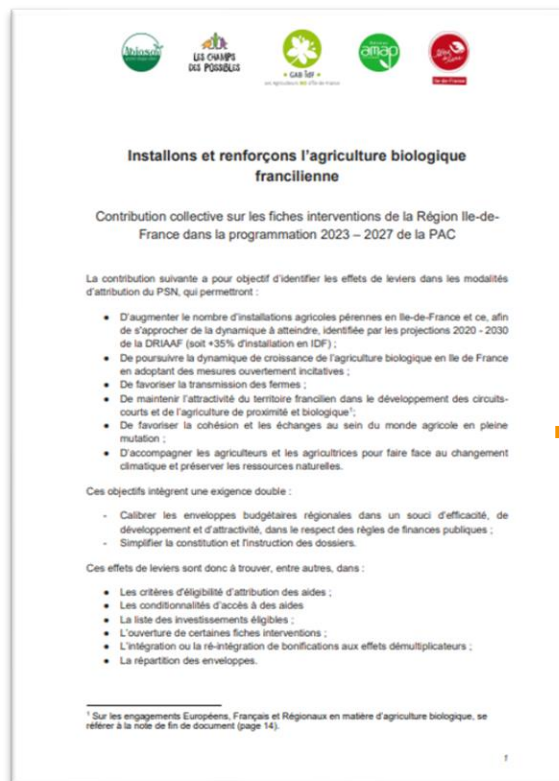 Abiosol
LES CHAMPS
DES POSSIBLES
• GAB IdF •
amap
Ile-de-France
Installons et renforçons l'agriculture biologique
francilienne
Contribution collective sur les fiches interventions de la Région Ile-de-
France dans la programmation 2023 – 2027 de la PAC
La contribution suivante a pour objectif d'identifier les effets de leviers dans les modalités
d'attribution du PSN, qui permettront :
● D'augmenter le nombre d'installations agricoles pérennes en Ile-de-France et ce, afin
de s'approcher de la dynamique à atteindre, identifiée par les projections 2020 - 2030
de la DRIAAF (soit +35% d'installation en IDF) ;
● De poursuivre la dynamique de croissance de l'agriculture biologique en Ile de France
en adoptant des mesures ouvertement incitatives ;
● De favoriser la transmission des fermes ;
● De maintenir l'attractivité du territoire francilien dans le développement des circuits-
courts et de l'agriculture de proximité et biologique¹;
● De favoriser la cohésion et les échanges au sein du monde agricole en pleine
mutation ;
● D'accompagner les agriculteurs et les agricultrices pour faire face au changement
climatique et préserver les ressources naturelles.
Ces objectifs intègrent une exigence double :
- Calibrer les enveloppes budgétaires régionales dans un souci d'efficacité, de
développement et d'attractivité, dans le respect des règles de finances publiques ;
- Simplifier la constitution et l'instruction des dossiers.
Ces effets de leviers sont donc à trouver, entre autres, dans :
● Les critères d'éligibilité d'attribution des aides ;
● Les conditionnalités d'accès à des aides
● La liste des investissements éligibles ;
● L'ouverture de certaines fiches interventions ;
● L'intégration ou la ré-intégration de bonifications aux effets démultiplicateurs ;
● La répartition des enveloppes.
¹ Sur les engagements Européens, Français et Régionaux en matière d'agriculture biologique, se
référer à la note de fin de document (page 14).
1